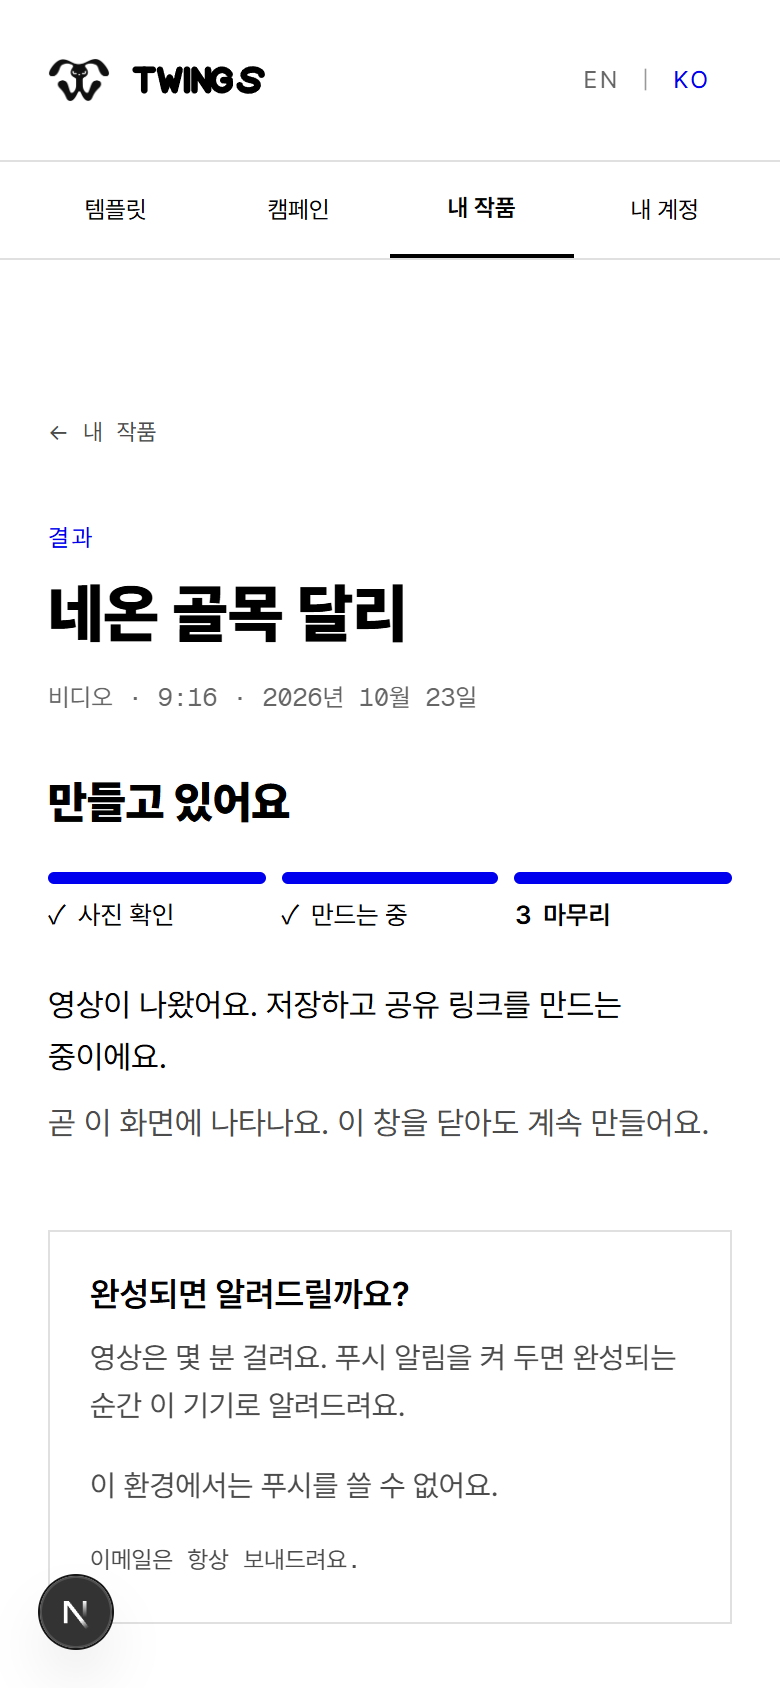 TWINGS
EN | KO
템플릿 캠페인 내 작품 내 계정
← 내 작품
결과
네온 골목 달리
비디오 · 9:16 · 2026년 10월 23일
만들고 있어요
✓ 사진 확인 ✓ 만드는 중 3 마무리
영상이 나왔어요. 저장하고 공유 링크를 만드는
중이에요.
곧 이 화면에 나타나요. 이 창을 닫아도 계속 만들어요.
완성되면 알려드릴까요?
영상은 몇 분 걸려요. 푸시 알림을 켜 두면 완성되는
순간 이 기기로 알려드려요.
이 환경에서는 푸시를 쓸 수 없어요.
이메일은 항상 보내드려요.
N